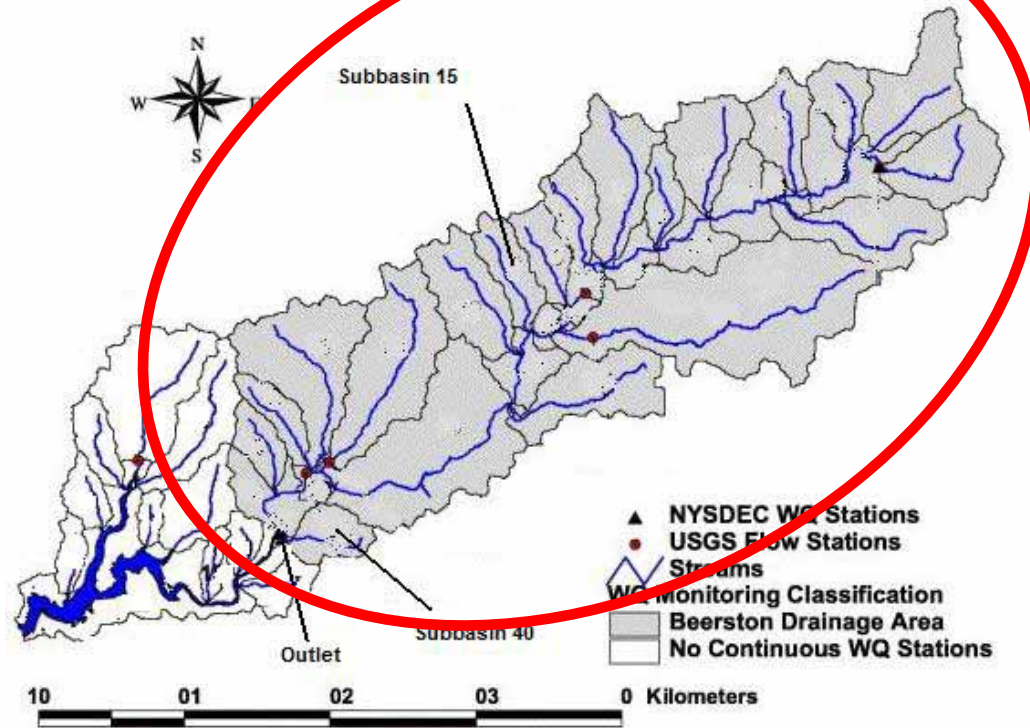 N
W
E
S
Subbasin 15
NYSDEC WQ Stations
USGS Flow Stations
Streams
WQ Monitoring Classification
Beerston Drainage Area
No Continuous WQ Stations
Subbasin 40
Outlet
10 01 02 03 0 Kilometers